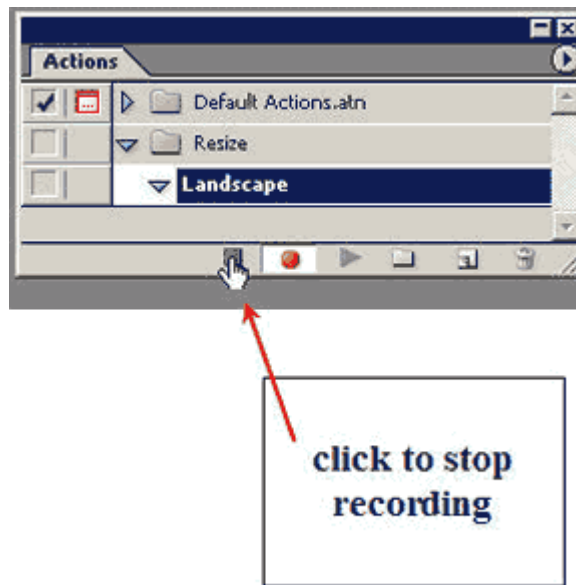 Actions
Default Actions.atn
Resize
Landscape
click to stop
recording